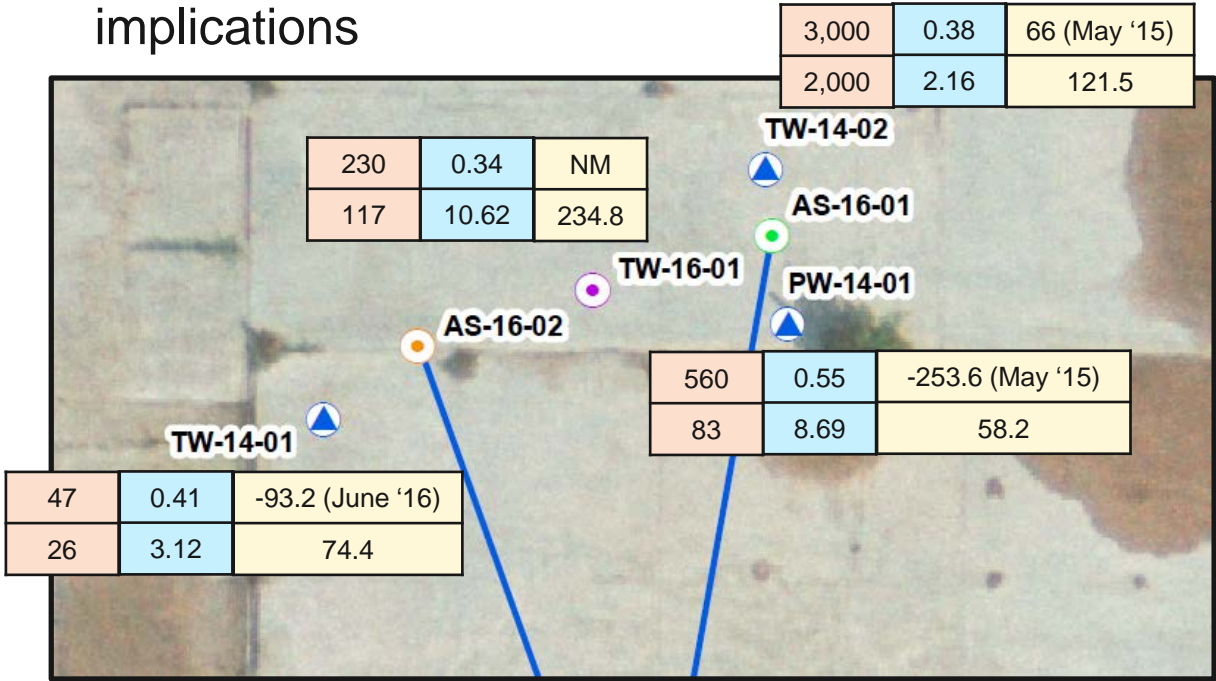 implications
3,000 0.38 66 (May ‘15)
2,000 2.16 121.5
TW-14-02
230 0.34 NM
117 10.62 234.8
AS-16-01
TW-16-01
PW-14-01
AS-16-02
560 0.55 -253.6 (May ‘15)
83 8.69 58.2
TW-14-01
47 0.41 -93.2 (June ‘16)
26 3.12 74.4